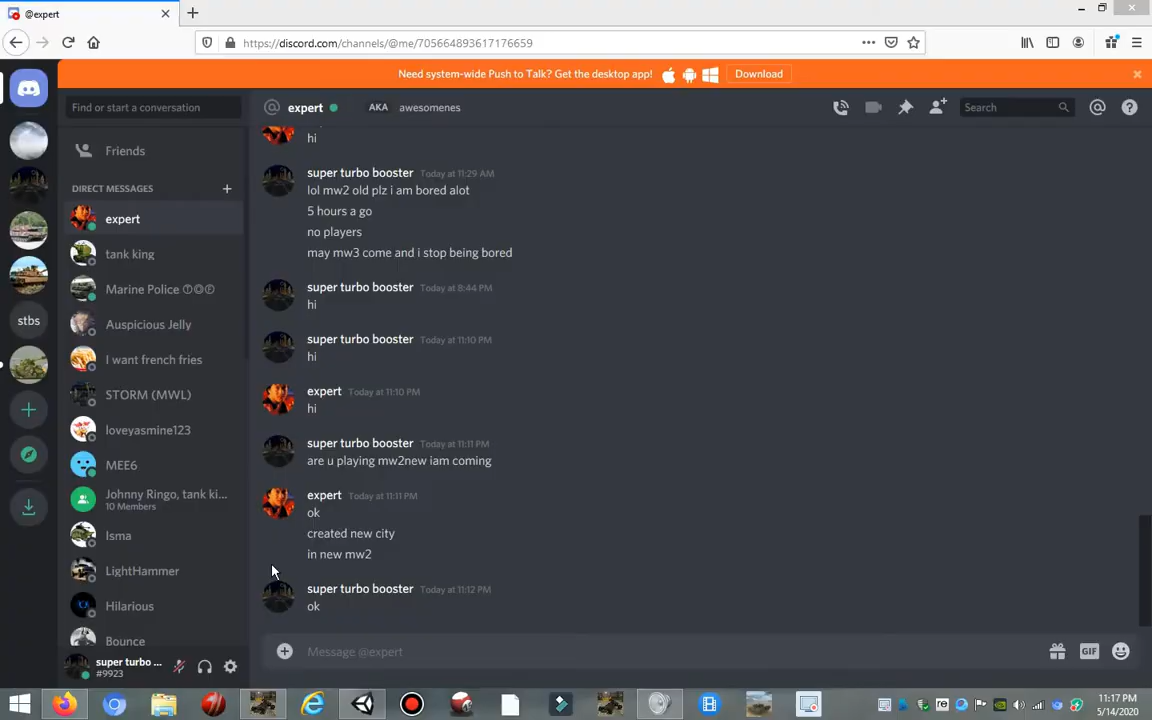 @expert
https://discord.com/channels/@me/705664893617176659
Need system-wide Push to Talk? Get the desktop app!
Download
Find or start a conversation
expert
AKA awesomenes
Search
Friends
DIRECT MESSAGES
expert
tank king
Marine Police ⓉⓄⓅ
Auspicious Jelly
I want french fries
stbs
STORM (MWL)
loveyasmine123
MEE6
Johnny Ringo, tank ki...
10 Members
Isma
LightHammer
Hilarious
Bounce
super turbo ...
#9923
hi
super turbo booster Today at 11:29 AM
lol mw2 old plz i am bored alot
5 hours a go
no players
may mw3 come and i stop being bored
super turbo booster Today at 8:44 PM
hi
super turbo booster Today at 11:10 PM
hi
expert Today at 11:10 PM
hi
super turbo booster Today at 11:11 PM
are u playing mw2new iam coming
expert Today at 11:11 PM
ok
created new city
in new mw2
super turbo booster Today at 11:12 PM
ok
Message @expert
GIF
11:17 PM
5/14/2020